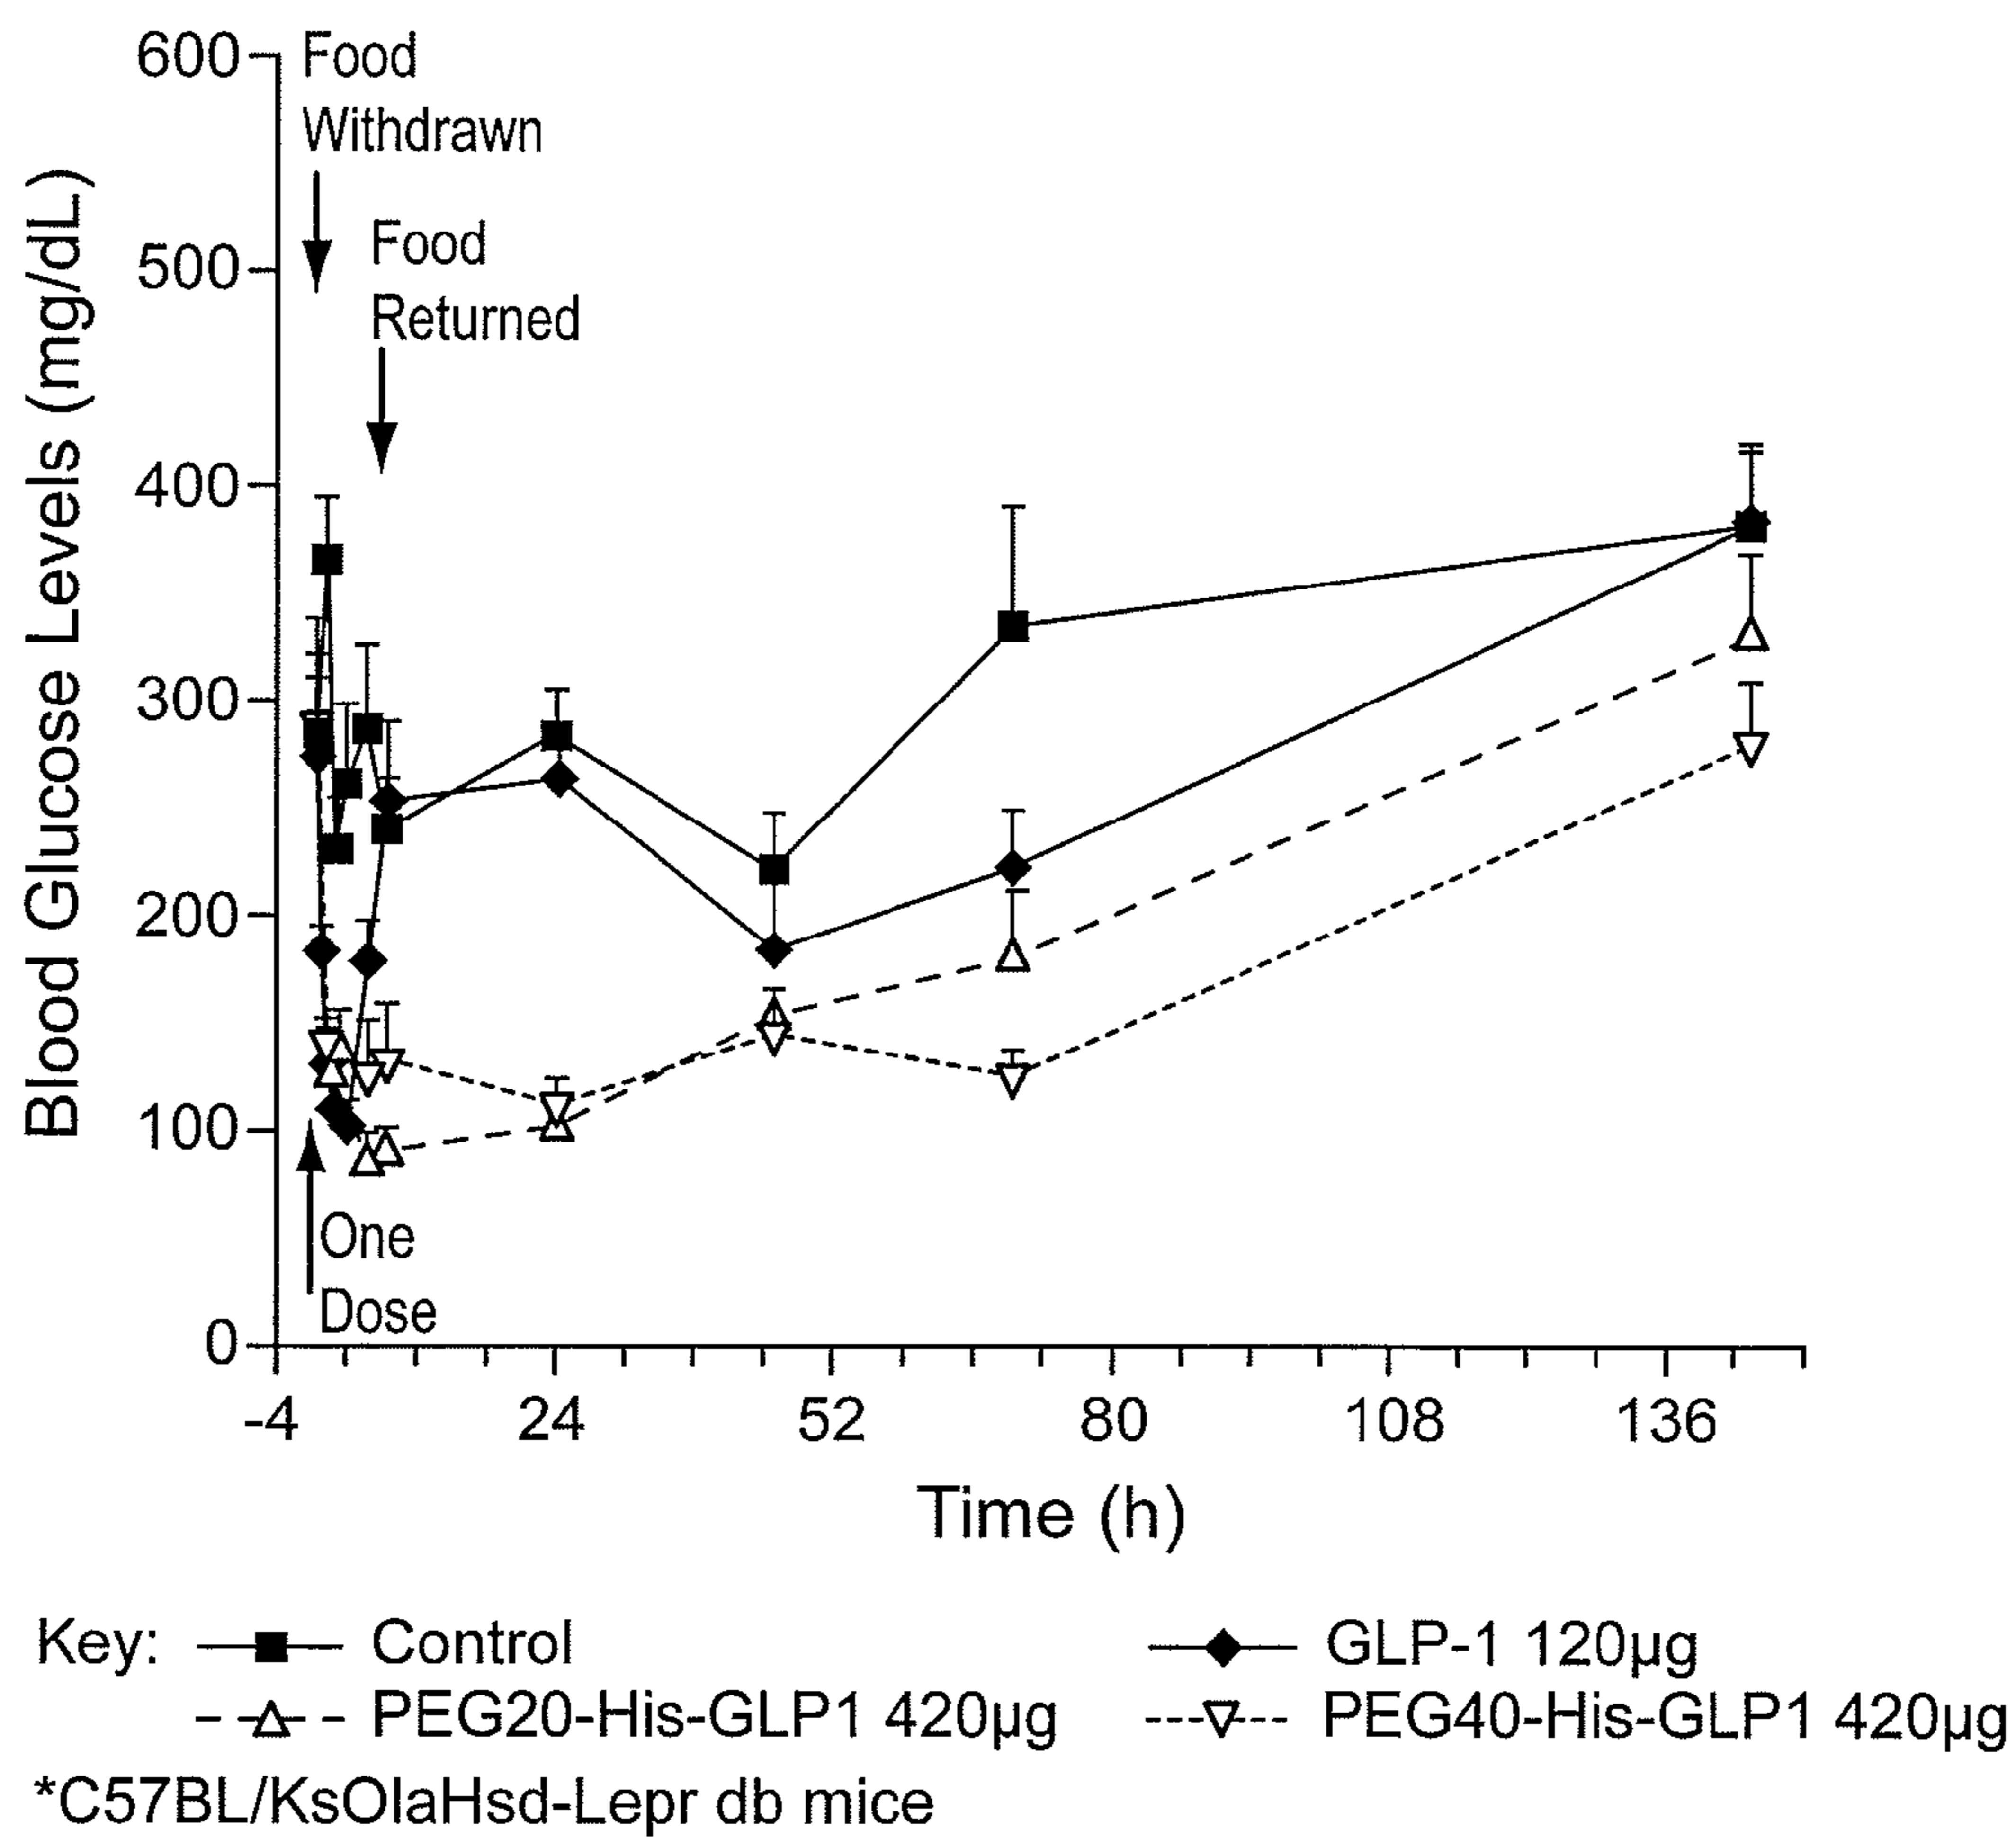 600
Food
Withdrawn
500
Food
Returned
400
300
200
100
0
One
Dose
Blood Glucose Levels (mg/dL)
-4 24 52 80 108 136
Time (h)
Key: Control GLP-1 120µg
PEG20-His-GLP1 420µg PEG40-His-GLP1 420µg
*C57BL/KsOlaHsd-Lepr db mice